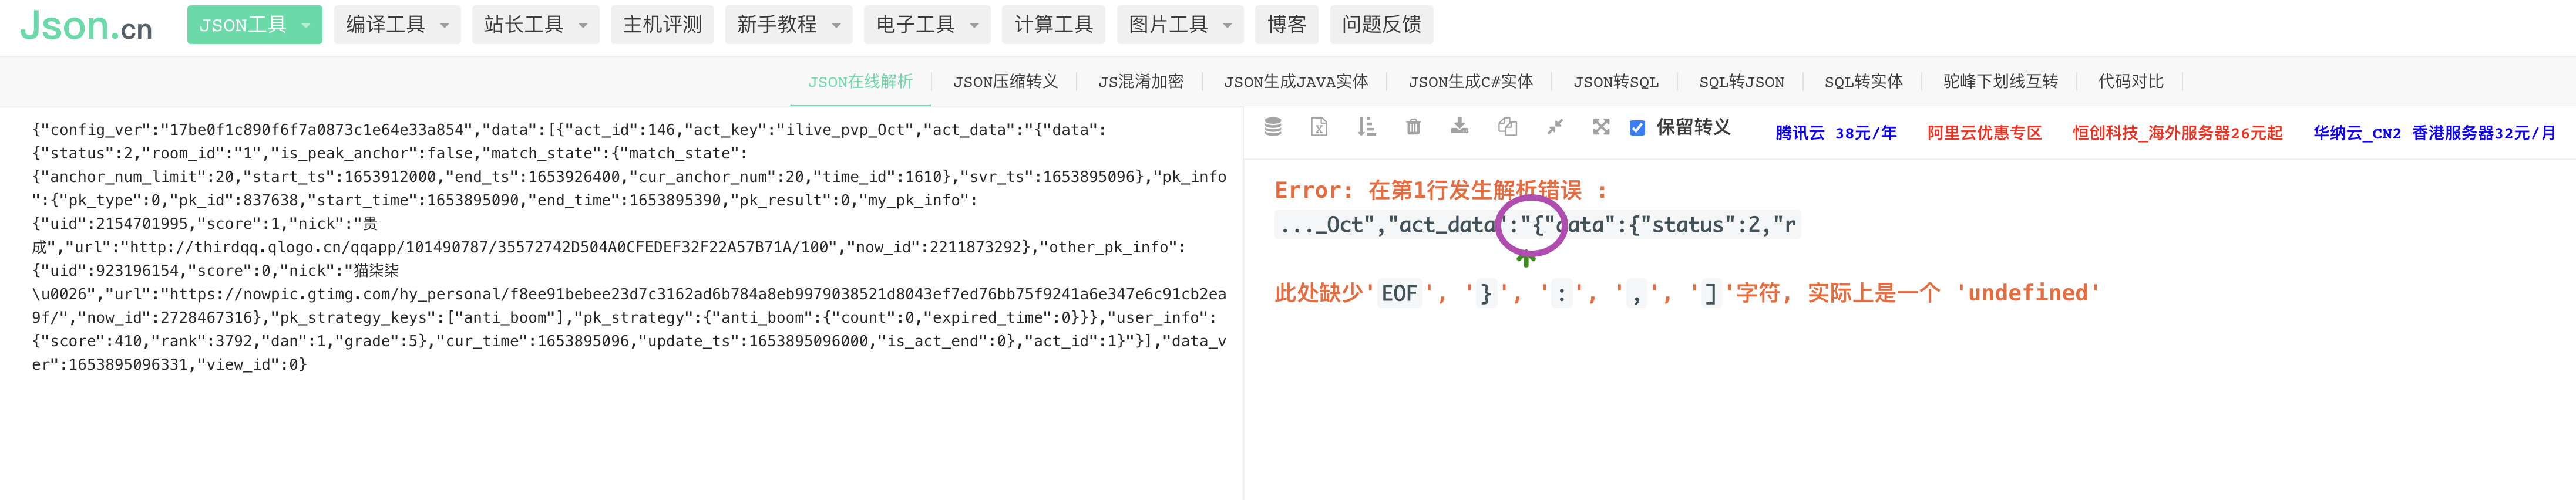 Json.cn JSON工具 编译工具 站长工具 主机评测 新手教程 电子工具 计算工具 图片工具 博客 问题反馈
JSON在线解析 JSON压缩转义 JS混淆加密 JSON生成JAVA实体 JSON生成C#实体 JSON转SQL SQL转JSON SQL转实体 驼峰下划线互转 代码对比
{"config_ver":"17be0f1c890f6f7a0873c1e64e33a854","data":[{"act_id":146,"act_key":"ilive_pvp_Oct","act_data":"{"data":
{"status":2,"room_id":"1","is_peak_anchor":false,"match_state":{"match_state":
{"anchor_num_limit":20,"start_ts":1653912000,"end_ts":1653926400,"cur_anchor_num":20,"time_id":1610},"svr_ts":1653895096},"pk_info
":{"pk_type":0,"pk_id":837638,"start_time":1653895090,"end_time":1653895390,"pk_result":0,"my_pk_info":
{"uid":2154701995,"score":1,"nick":"贵
成","url":"http://thirdqq.qlogo.cn/qqapp/101490787/35572742D504A0CFEDEF32F22A57B71A/100","now_id":2211873292},"other_pk_info":
{"uid":923196154,"score":0,"nick":"猫柒柒
\u0026","url":"https://nowpic.gtimg.com/hy_personal/f8ee91bebee23d7c3162ad6b784a8eb9979038521d8043ef7ed76bb75f9241a6e347e6c91cb2ea
9f/","now_id":2728467316},"pk_strategy_keys":["anti_boom"],"pk_strategy":{"anti_boom":{"count":0,"expired_time":0}}},"user_info":
{"score":410,"rank":3792,"dan":1,"grade":5},"cur_time":1653895096,"update_ts":1653895096000,"is_act_end":0},"act_id":1}"}],"data_v
er":1653895096331,"view_id":0}
保留转义 腾讯云 38元/年 阿里云优惠专区 恒创科技_海外服务器26元起 华纳云_CN2 香港服务器32元/月
Error: 在第1行发生解析错误 :
..._Oct","act_data":"{"data":{"status":2,"r
此处缺少'EOF', '}', ':', ',', ']'字符, 实际上是一个 'undefined'